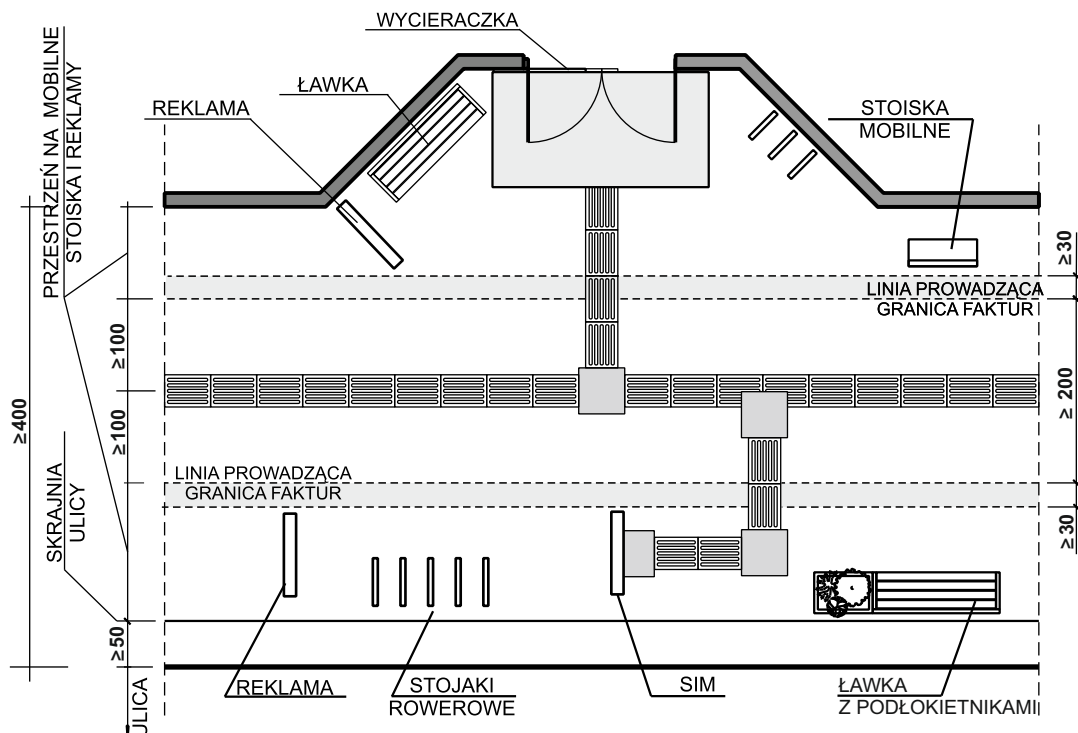 WYCIERACZKA
ŁAWKA
REKLAMA
STOISKA
MOBILNE
PRZESTRZEŃ NA MOBILNE
STOISKA I REKLAMY
≥30
LINIA PROWADZĄCA
GRANICA FAKTUR
≥100
≥400
≥100
≥ 200
LINIA PROWADZĄCA
GRANICA FAKTUR
SKRAJNIA
ULICY
≥30
≥50
ULICA
REKLAMA
STOJAKI
ROWEROWE
SIM
ŁAWKA
Z PODŁOKIETNIKAMI